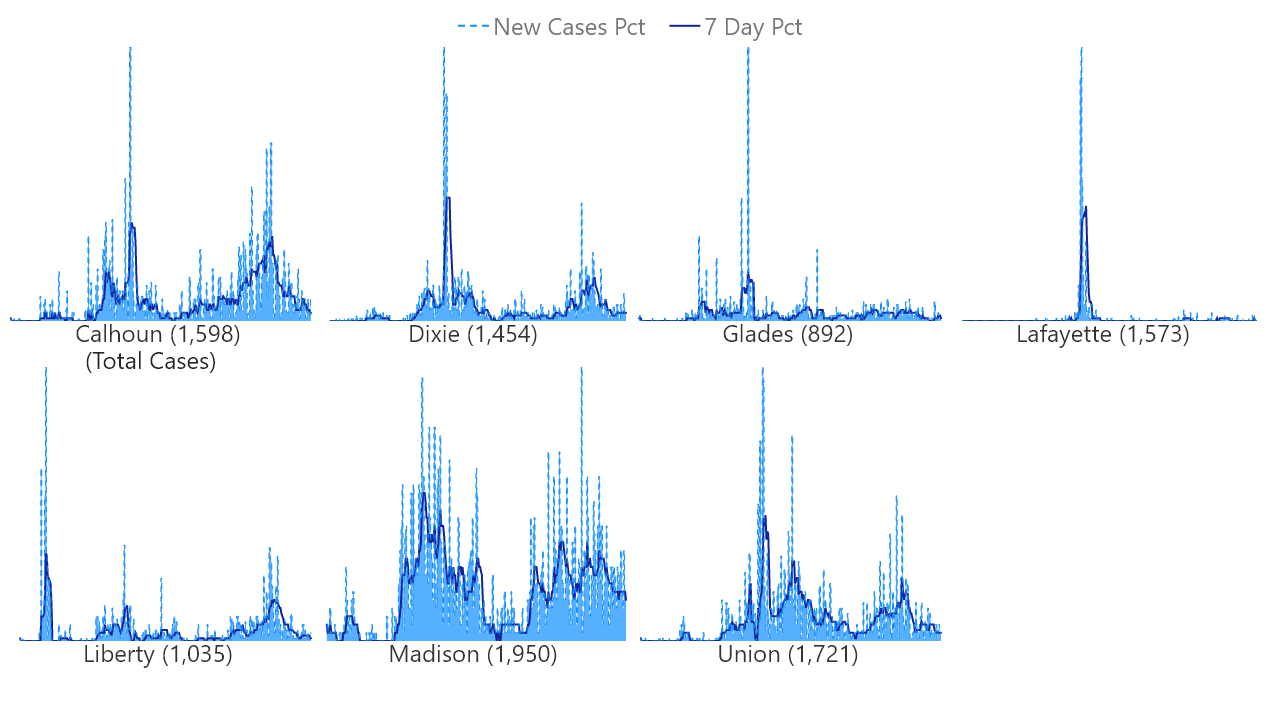 New Cases Pct 7 Day Pct
Calhoun (1,598)
(Total Cases)
Dixie (1,454)
Glades (892)
Lafayette (1,573)
Liberty (1,035)
Madison (1,950)
Union (1,721)